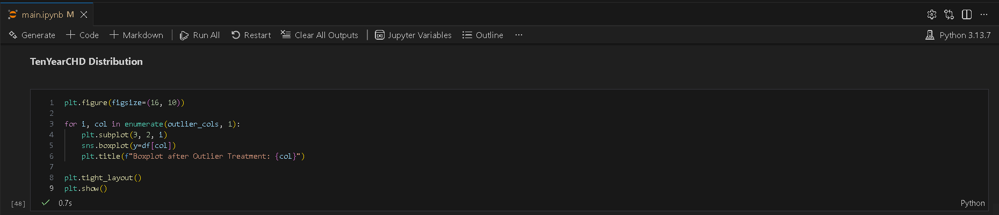 main.ipynb M
Generate Code Markdown Run All Restart Clear All Outputs Jupyter Variables Outline ... Python 3.13.7
TenYearCHD Distribution
1 plt.figure(figsize=(16, 10))
2
3 for i, col in enumerate(outlier_cols, 1):
4     plt.subplot(3, 2, i)
5     sns.boxplot(y=df[col])
6     plt.title(f"Boxplot after Outlier Treatment: {col}")
7
8 plt.tight_layout()
9 plt.show()
[48] 0.7s Python